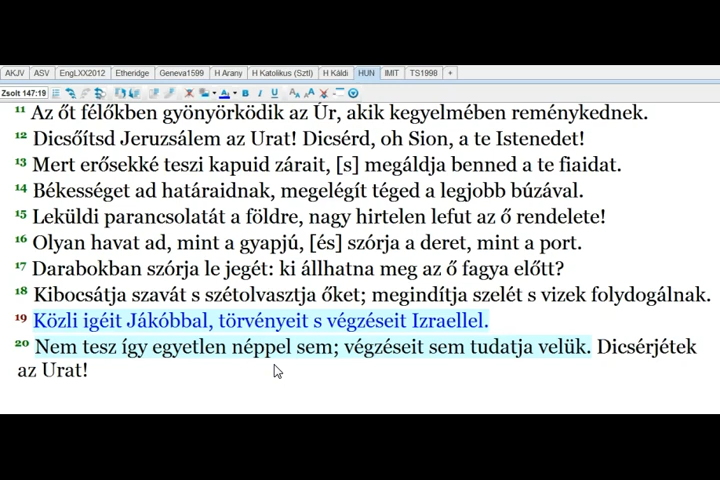 AKJV ASV EngLXX2012 Etheridge Geneva1599 H Arany H Katolikus (Sztl) H Káldi HUN IMIT TS1998 +
Zsolt 147:19
11 Az őt félőkben gyönyörködik az Úr, akik kegyelmében reménykednek.
12 Dicsőítsd Jeruzsálem az Urat! Dicsérd, oh Sion, a te Istenedet!
13 Mert erősekké teszi kapuid zárait, [s] megáldja benned a te fiaidat.
14 Békességet ad határaidnak, megelégít téged a legjobb búzával.
15 Leküldi parancsolatát a földre, nagy hirtelen lefut az ő rendelete!
16 Olyan havat ad, mint a gyapjú, [és] szórja a deret, mint a port.
17 Darabokban szórja le jegét: ki állhatna meg az ő fagya előtt?
18 Kibocsátja szavát s szétolvasztja őket; megindítja szelét s vizek folydogálnak.
19 Közli igéit Jákóbbal, törvényeit s végzéseit Izraellel.
20 Nem tesz így egyetlen néppel sem; végzéseit sem tudatja velük. Dicsérjétek
az Urat!